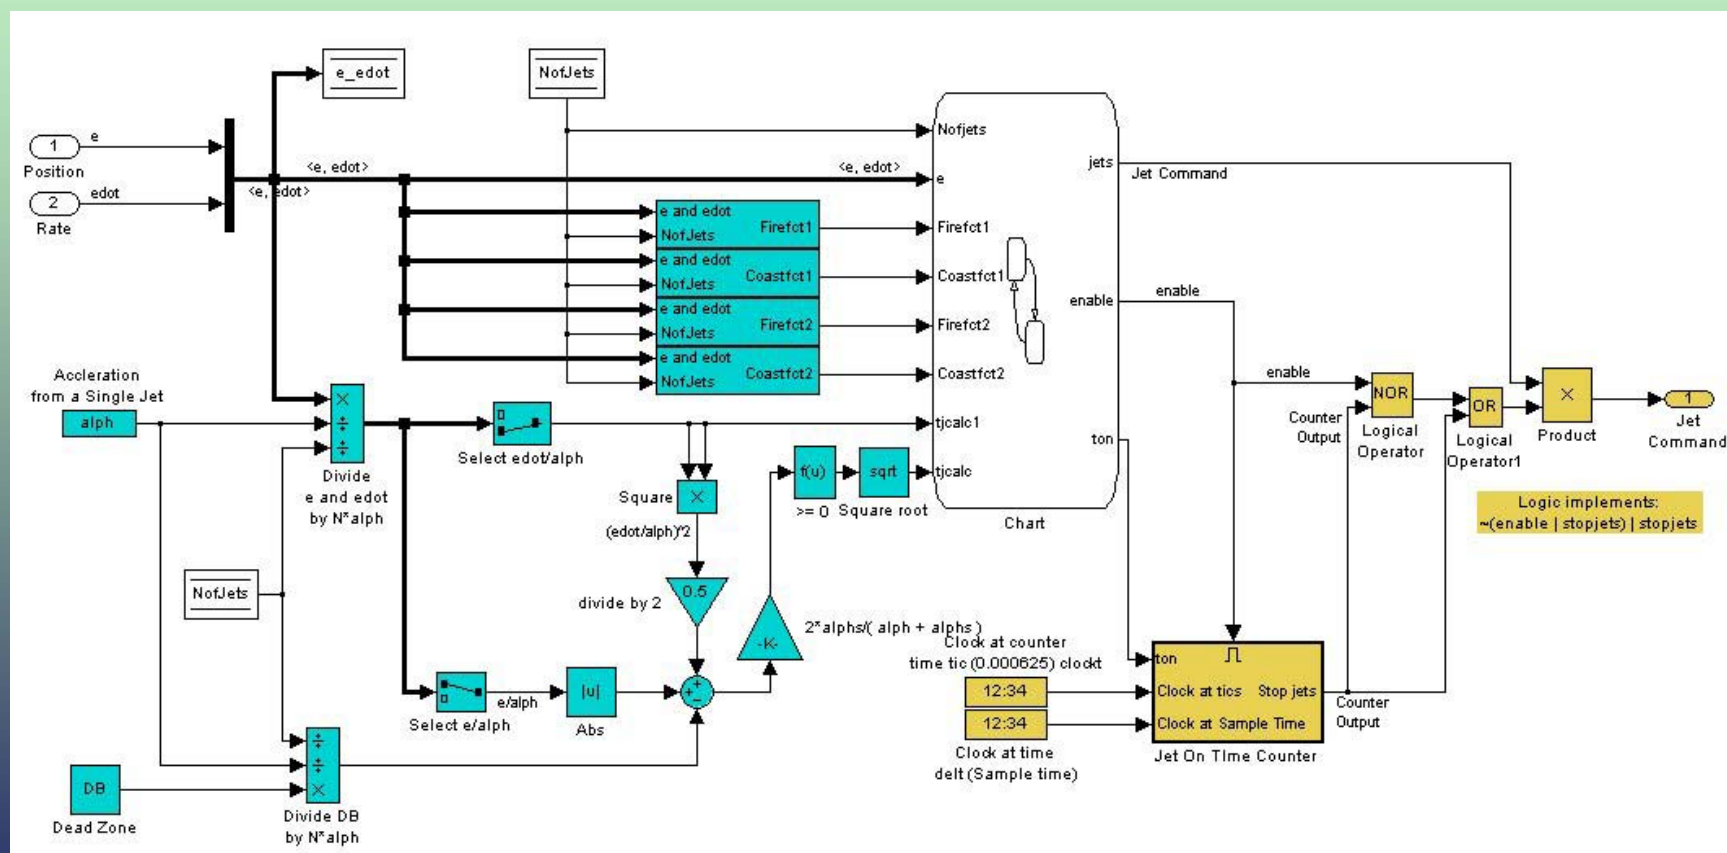 e_edot
NofJets
1
e
Position
2
edot
Rate
<e, edot>
<e, edot>
<e, edot>
e and edot
NofJets
Firefct1
e and edot
NofJets
Coastfct1
e and edot
NofJets
Firefct2
e and edot
NofJets
Coastfct2
Nofjets
e
Firefct1
Coastfct1
Firefct2
Coastfct2
tjcalc1
tjcalc
jets
enable
ton
Chart
Jet Command
enable
Accleration
from a Single Jet
alph
×
÷
÷
Divide
e and edot
by N*alph
Select edot/alph
Square
×
(edot/alph)^2
0.5
divide by 2
f(u)
>= 0
sqrt
Square root
-K-
2*alphs/( alph + alphs )
NofJets
Select e/alph
e/alph
|u|
Abs
+
+
−
DB
Dead Zone
÷
÷
×
Divide DB
by N*alph
Clock at counter
time tic (0.000625) clockt
12:34
12:34
Clock at time
delt (Sample time)
ton
Clock at tics
Stop jets
Clock at Sample Time
Jet On TIme Counter
Counter
Output
enable
Counter
Output
NOR
Logical
Operator
OR
Logical
Operator1
×
Product
1
Jet
Command
Logic implements:
~(enable | stopjets) | stopjets